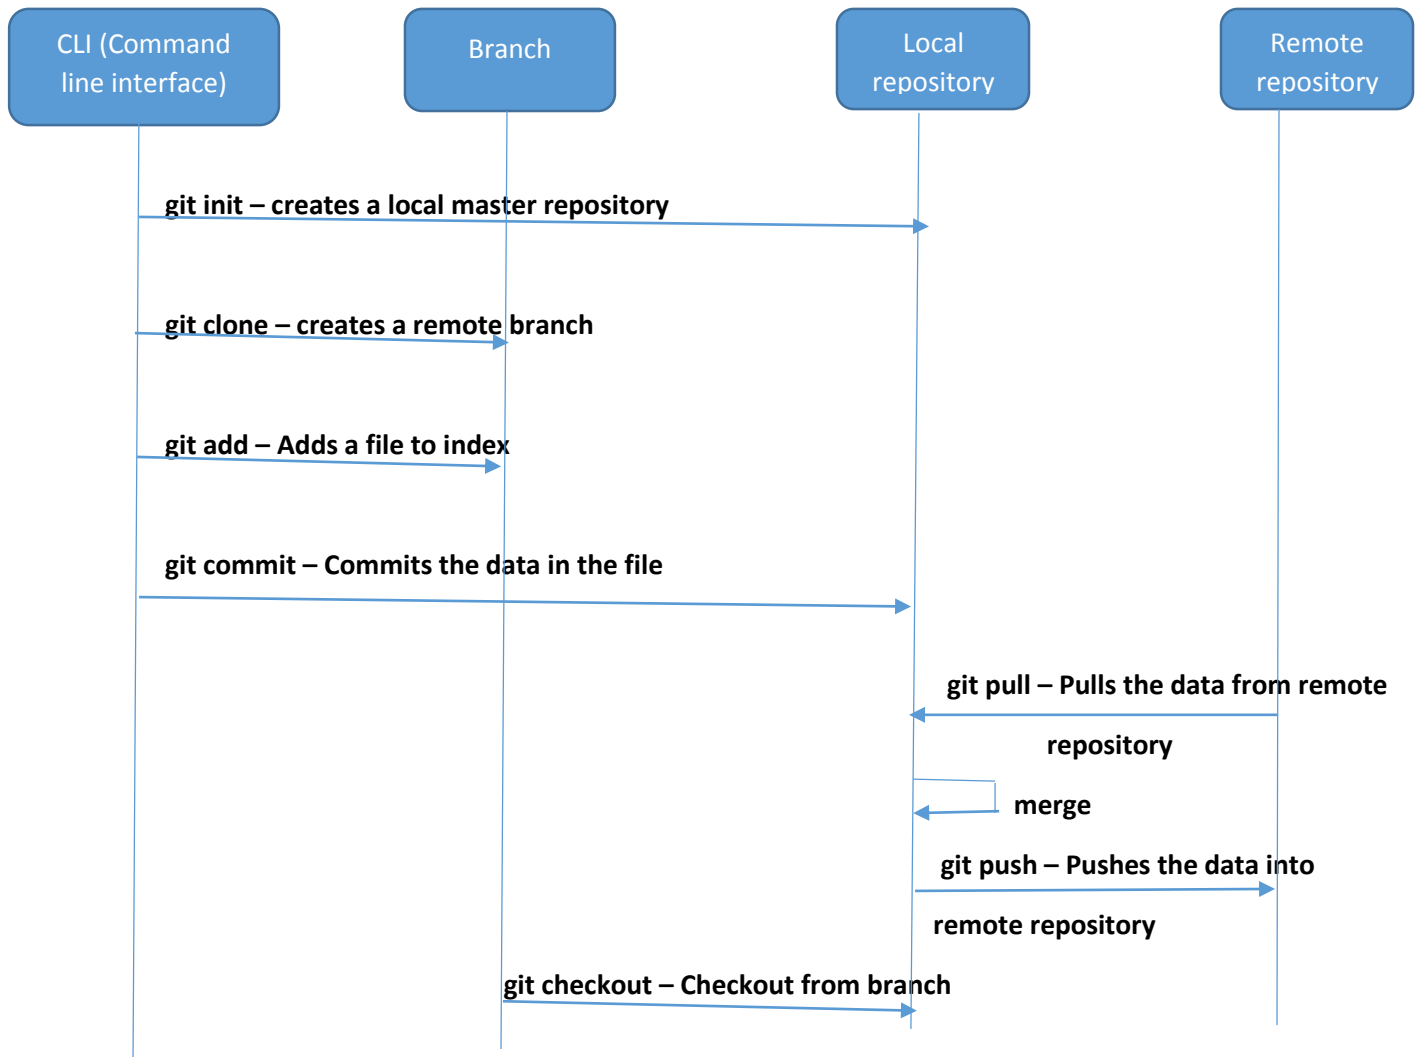 CLI (Command
line interface)
Branch
Local
repository
Remote
repository
git init – creates a local master repository
git clone – creates a remote branch
git add – Adds a file to index
git commit – Commits the data in the file
git pull – Pulls the data from remote
repository
merge
git push – Pushes the data into
remote repository
git checkout – Checkout from branch